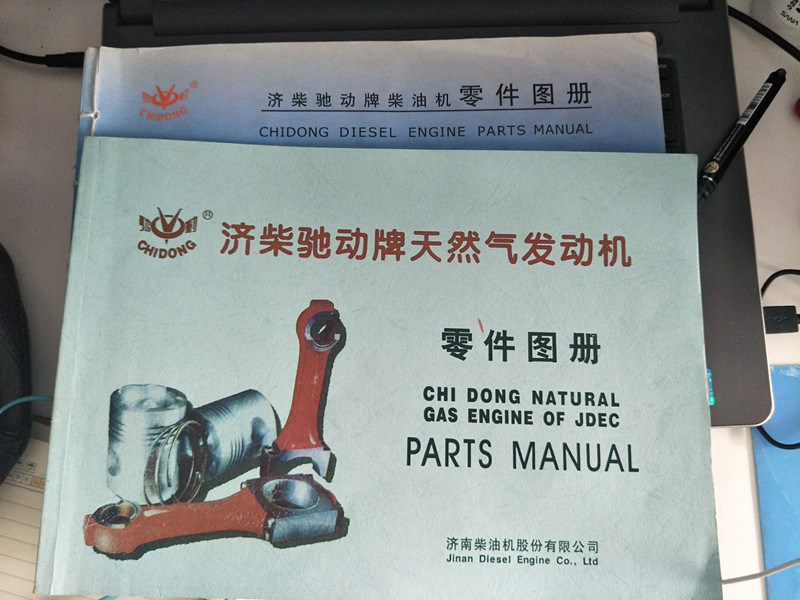 CHIDONG
®
济柴驰动牌柴油机 零件图册
CHIDONG DIESEL ENGINE PARTS MANUAL
CHIDONG
®
济柴驰动牌天然气发动机
零件图册
CHI DONG NATURAL
GAS ENGINE OF JDEC
PARTS MANUAL
济南柴油机股份有限公司
Jinan Diesel Engine Co., Ltd